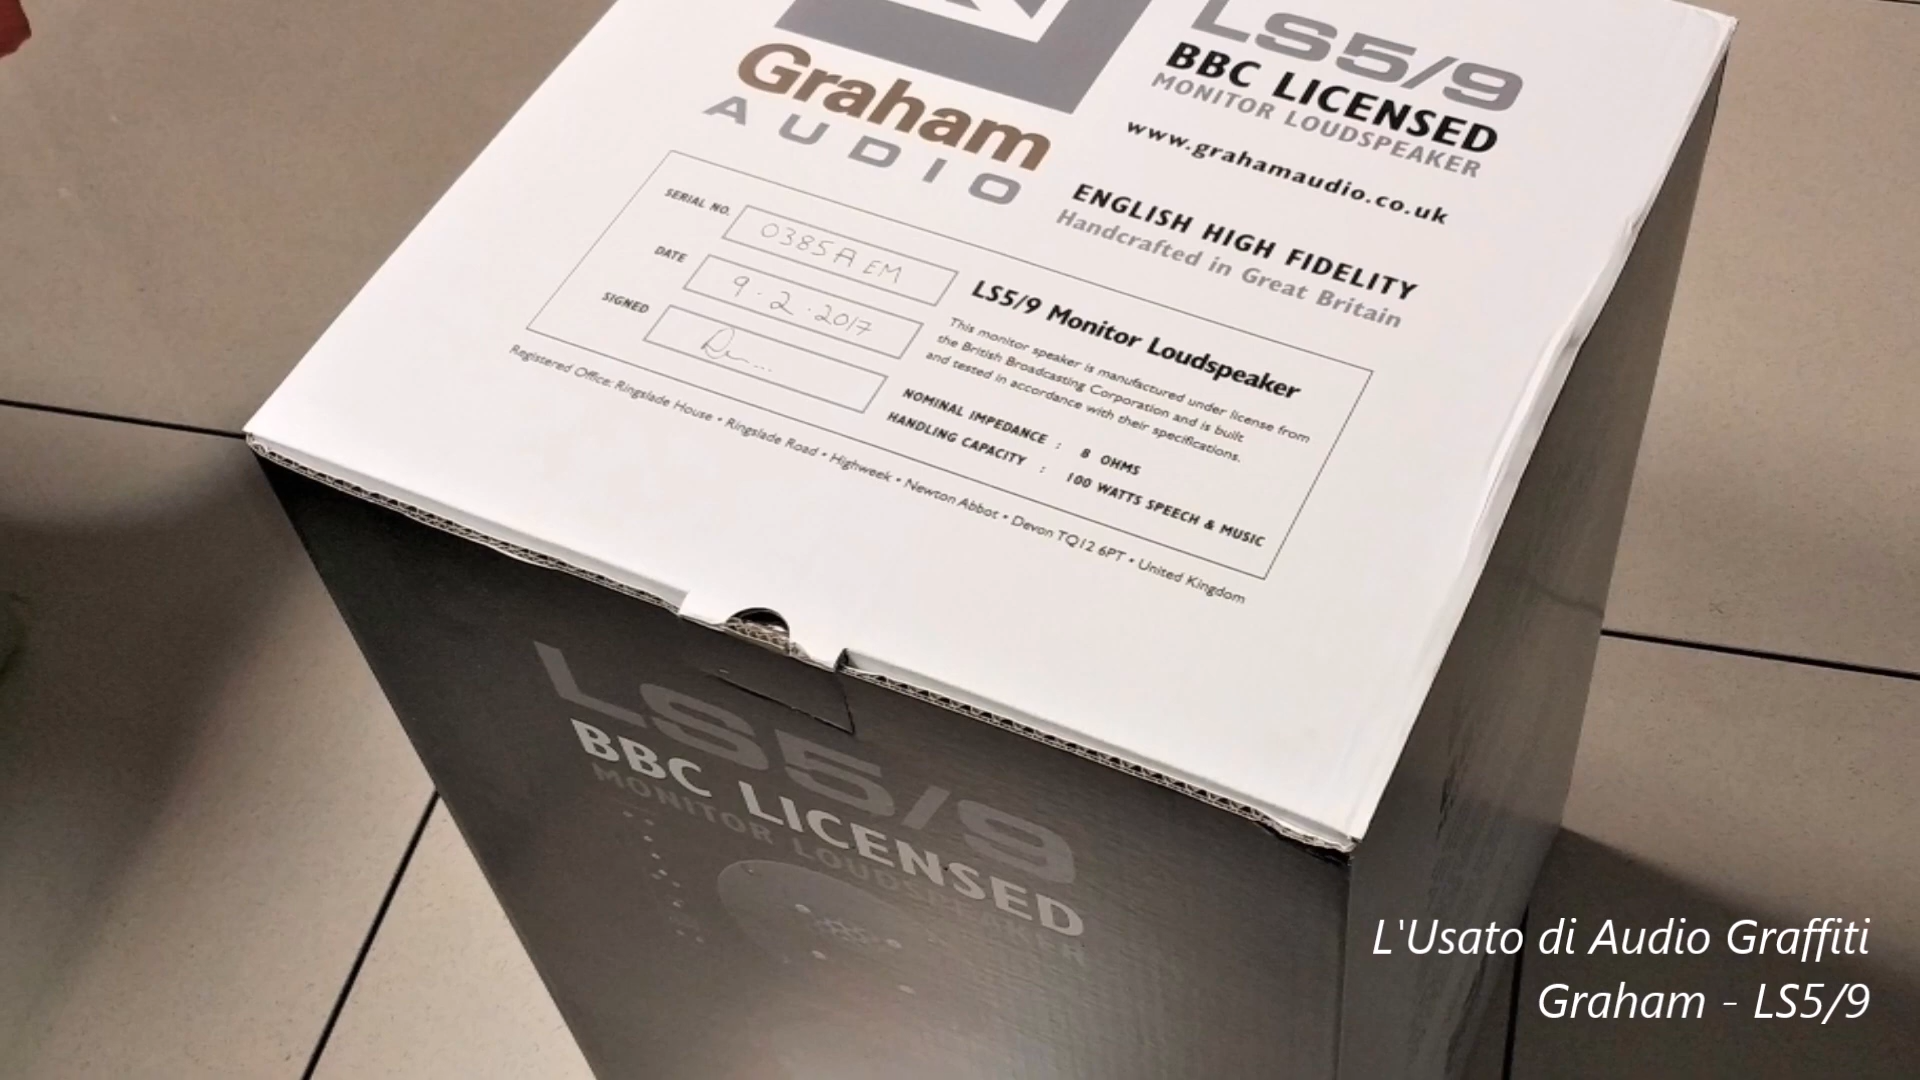 LS5/9
BBC LICENSED
MONITOR LOUDSPEAKER
www.grahamaudio.co.uk
Graham
AUDIO
ENGLISH HIGH FIDELITY
Handcrafted in Great Britain
SERIAL NO. 0385A EM
DATE 9.2.2017
SIGNED
LS5/9 Monitor Loudspeaker
This monitor speaker is manufactured under license from
the British Broadcasting Corporation and is built
and tested in accordance with their specifications.
NOMINAL IMPEDANCE : 8 OHMS
HANDLING CAPACITY : 100 WATTS SPEECH & MUSIC
Registered Office: Ringslade House • Ringslade Road • Highweek • Newton Abbot • Devon TQ12 6PT • United Kingdom
LS5/9
BBC LICENSED
MONITOR LOUDSPEAKER
L'Usato di Audio Graffiti
Graham - LS5/9